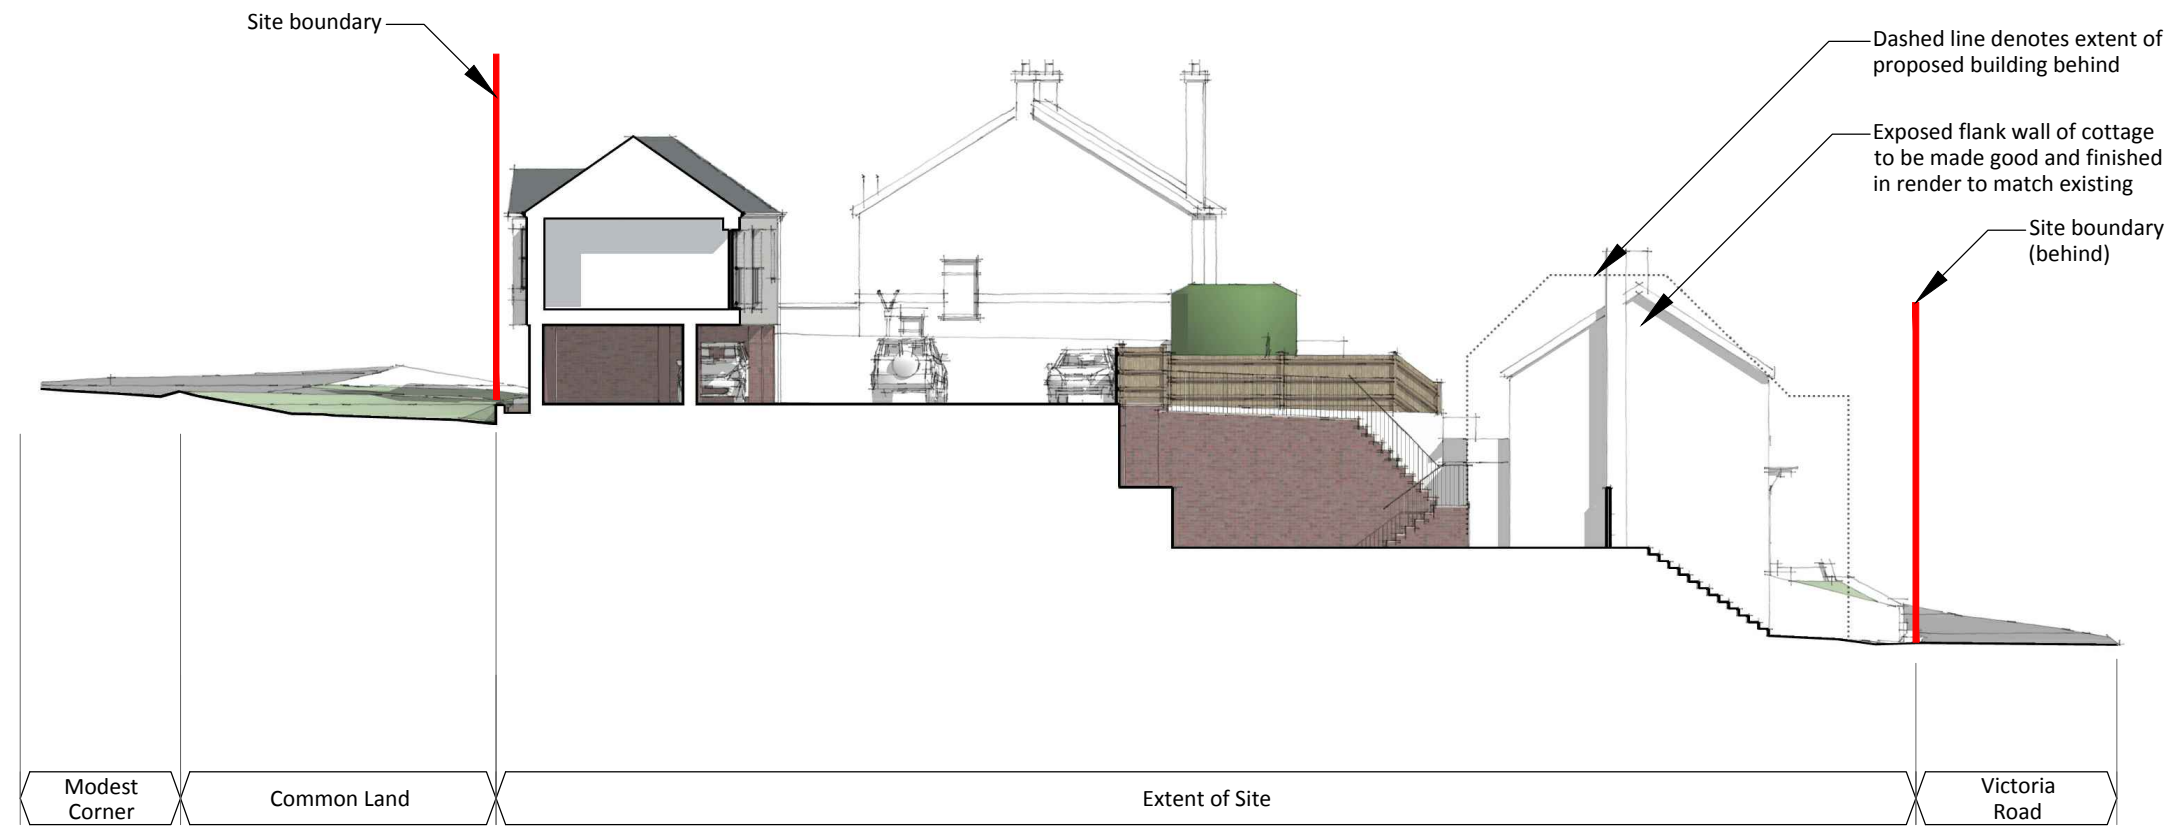 Site boundary
Dashed line denotes extent of
proposed building behind
Exposed flank wall of cottage
to be made good and finished
in render to match existing
Site boundary
(behind)
Modest
Corner
Common Land
Extent of Site
Victoria
Road